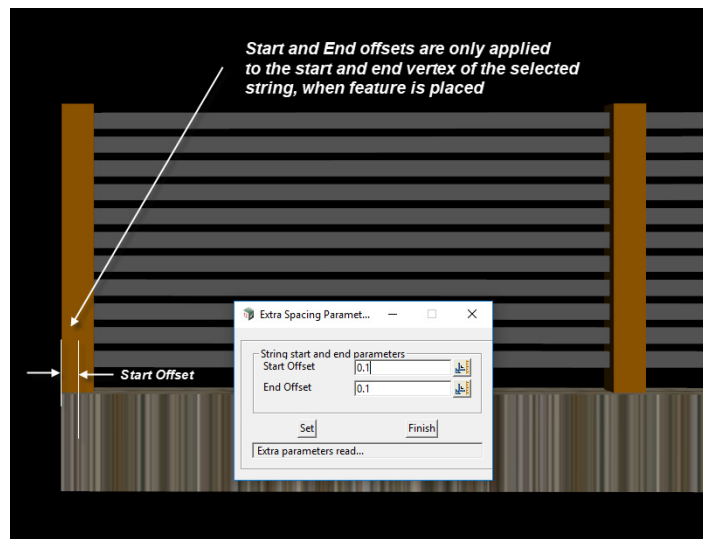 Start and End offsets are only applied
to the start and end vertex of the selected
string, when feature is placed
Extra Spacing Paramet...
String start and end parameters
Start Offset
0.1
End Offset
0.1
Start Offset
Set
Finish
Extra parameters read...